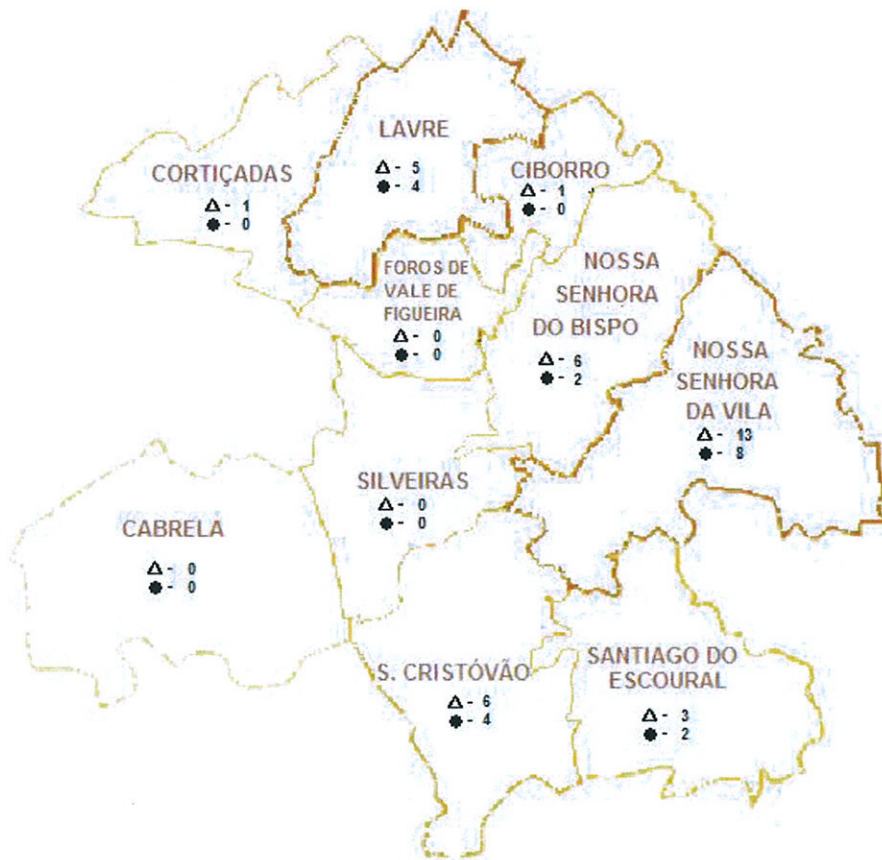 LAVRE
△ - 5
● - 4
CORTIÇADAS
△ - 1
● - 0
CIBORRO
△ - 1
● - 0
FOROS DE
VALE DE
FIGUEIRA
△ - 0
● - 0
NOSSA
SENHORA
DO BISPO
△ - 6
● - 2
NOSSA
SENHORA
DA VILA
△ - 13
● - 8
SILVEIRAS
△ - 0
● - 0
CABRELA
△ - 0
● - 0
S. CRISTÓVÃO
△ - 6
● - 4
SANTIAGO DO
ESCOURAL
△ - 3
● - 2